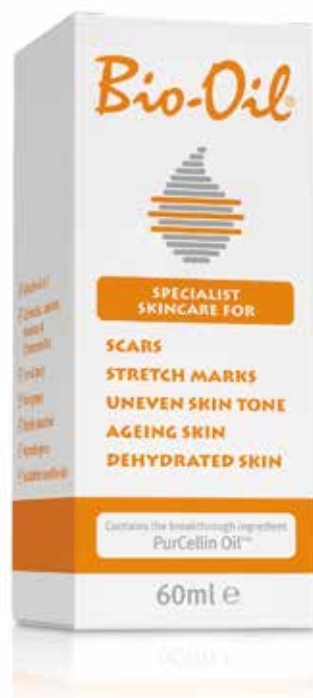 Bio-Oil®
SPECIALIST
SKINCARE FOR
SCARS
STRETCH MARKS
UNEVEN SKIN TONE
AGEING SKIN
DEHYDRATED SKIN
Contains the breakthrough ingredient
PurCellin Oil™
60ml e